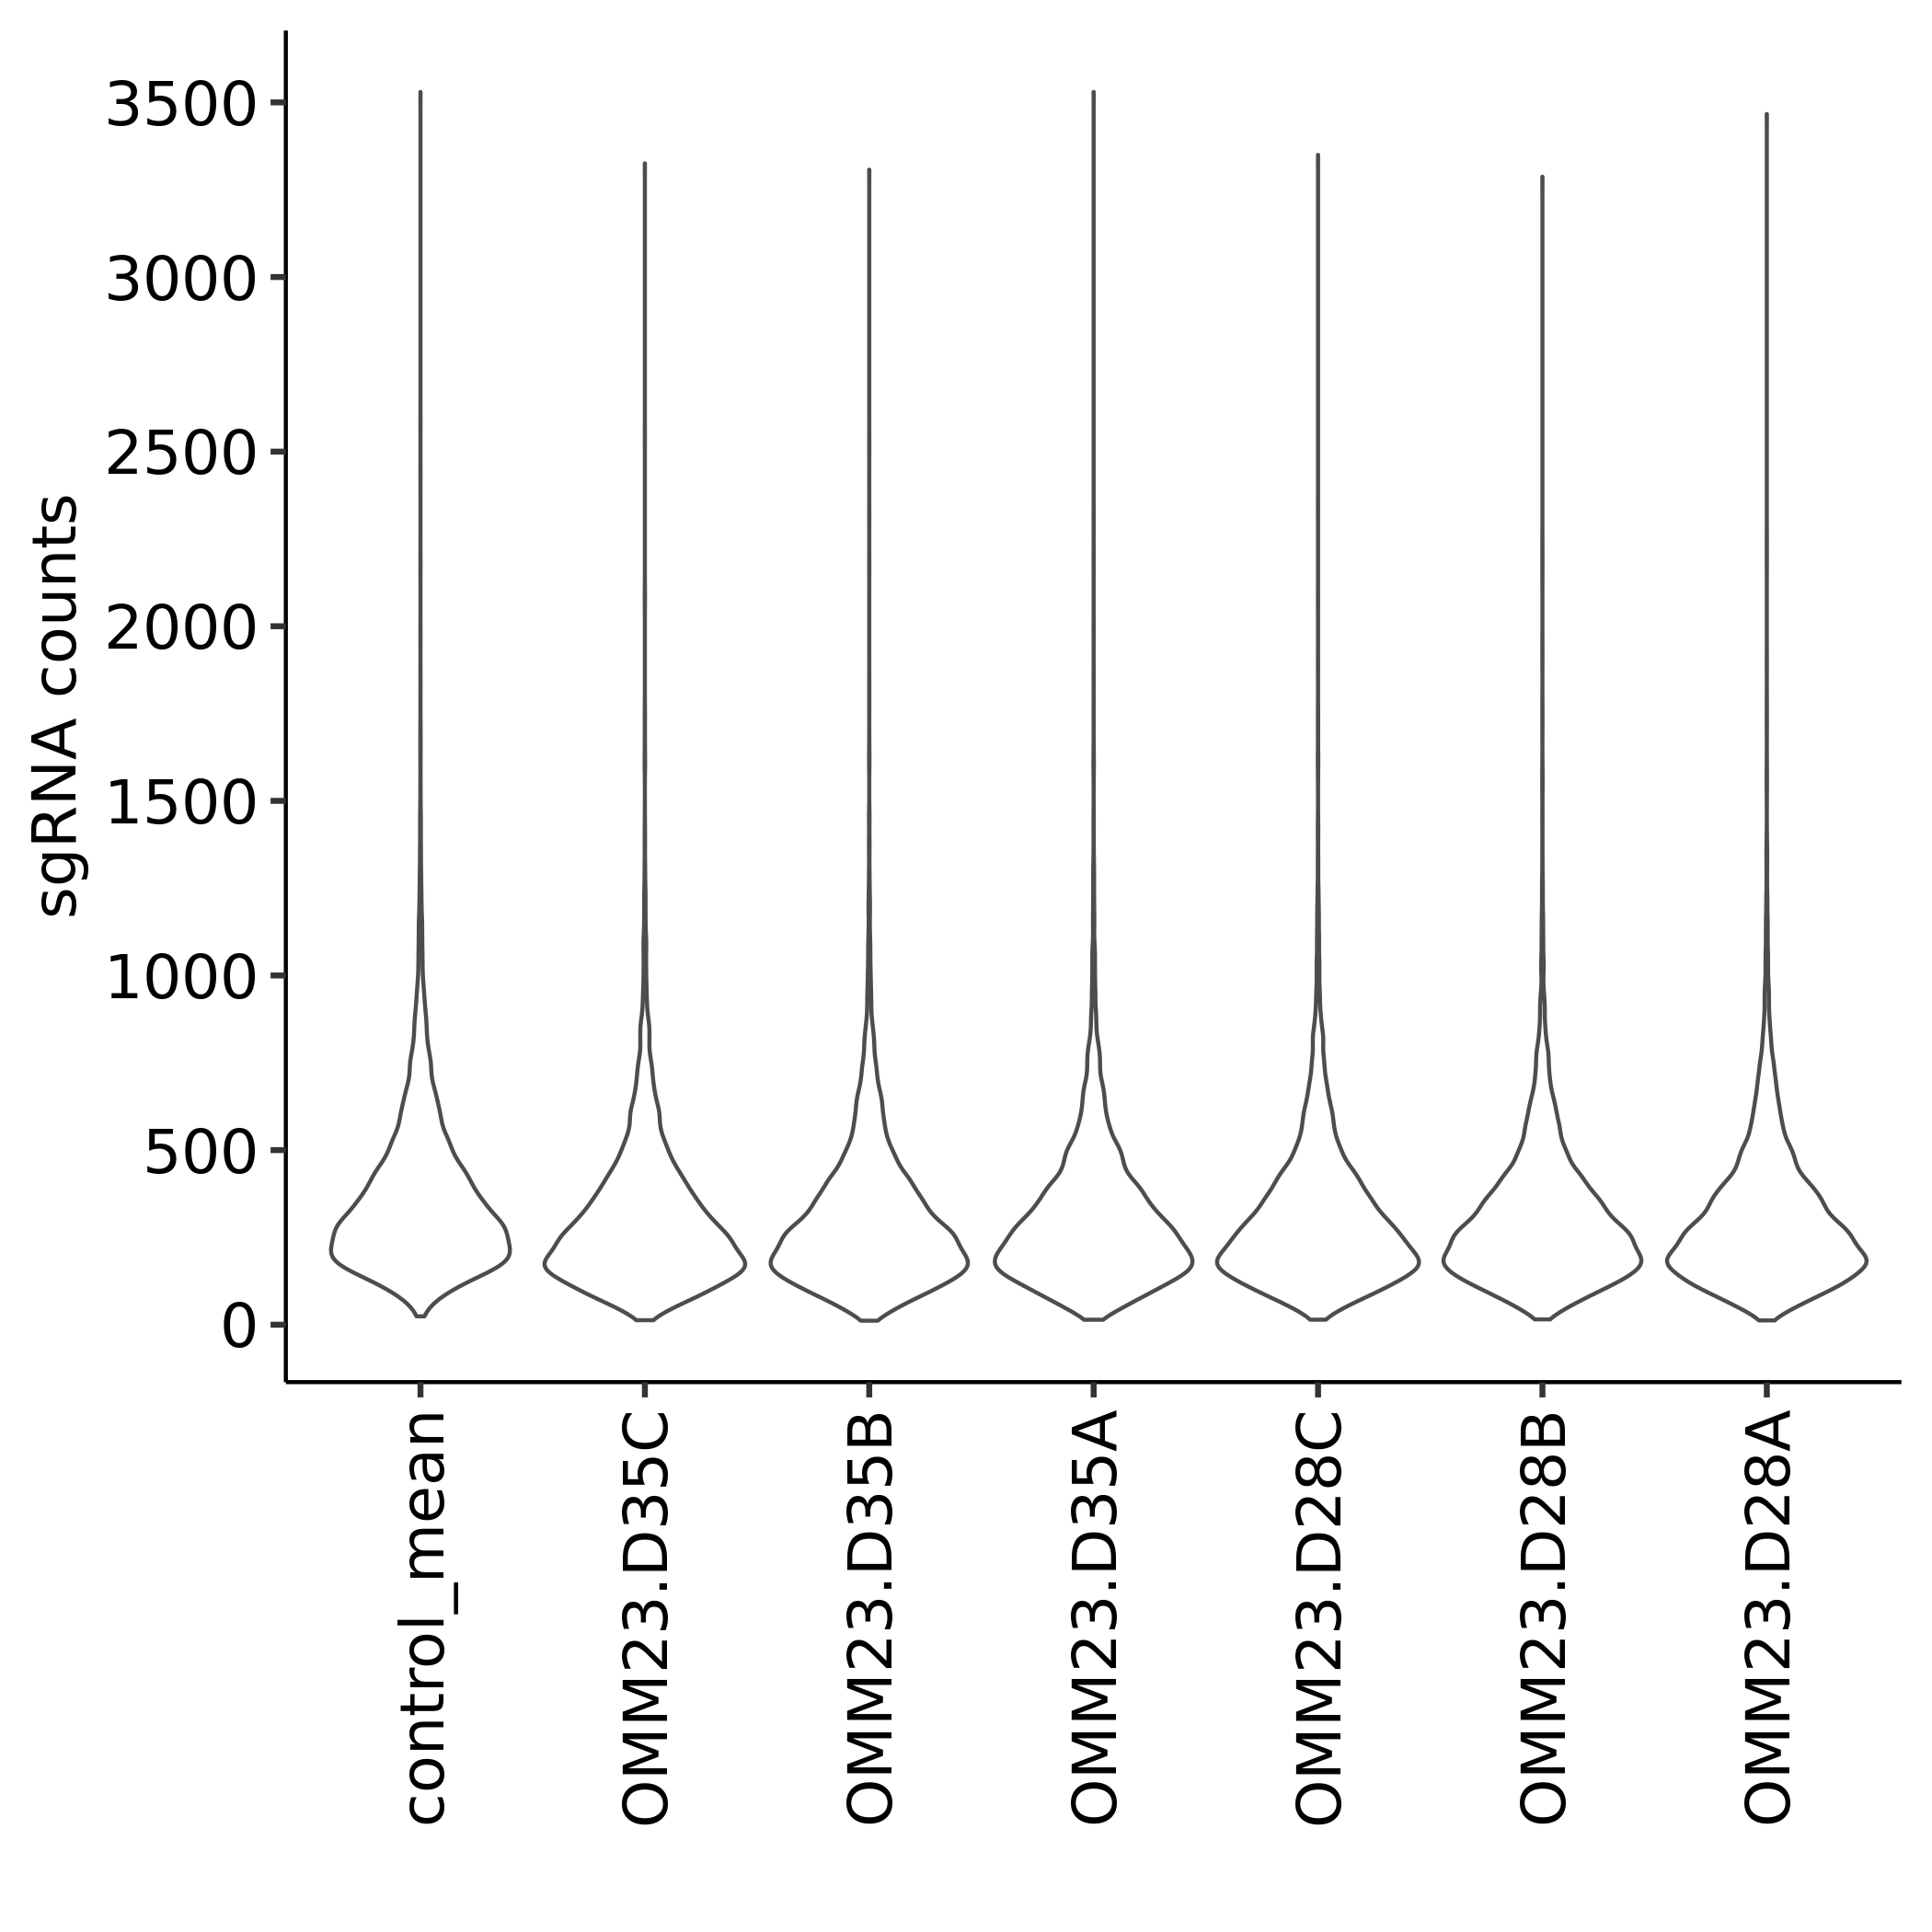 sgRNA counts
3500
3000
2500
2000
1500
1000
500
0
control_mean
OMM23.D35C
OMM23.D35B
OMM23.D35A
OMM23.D28C
OMM23.D28B
OMM23.D28A